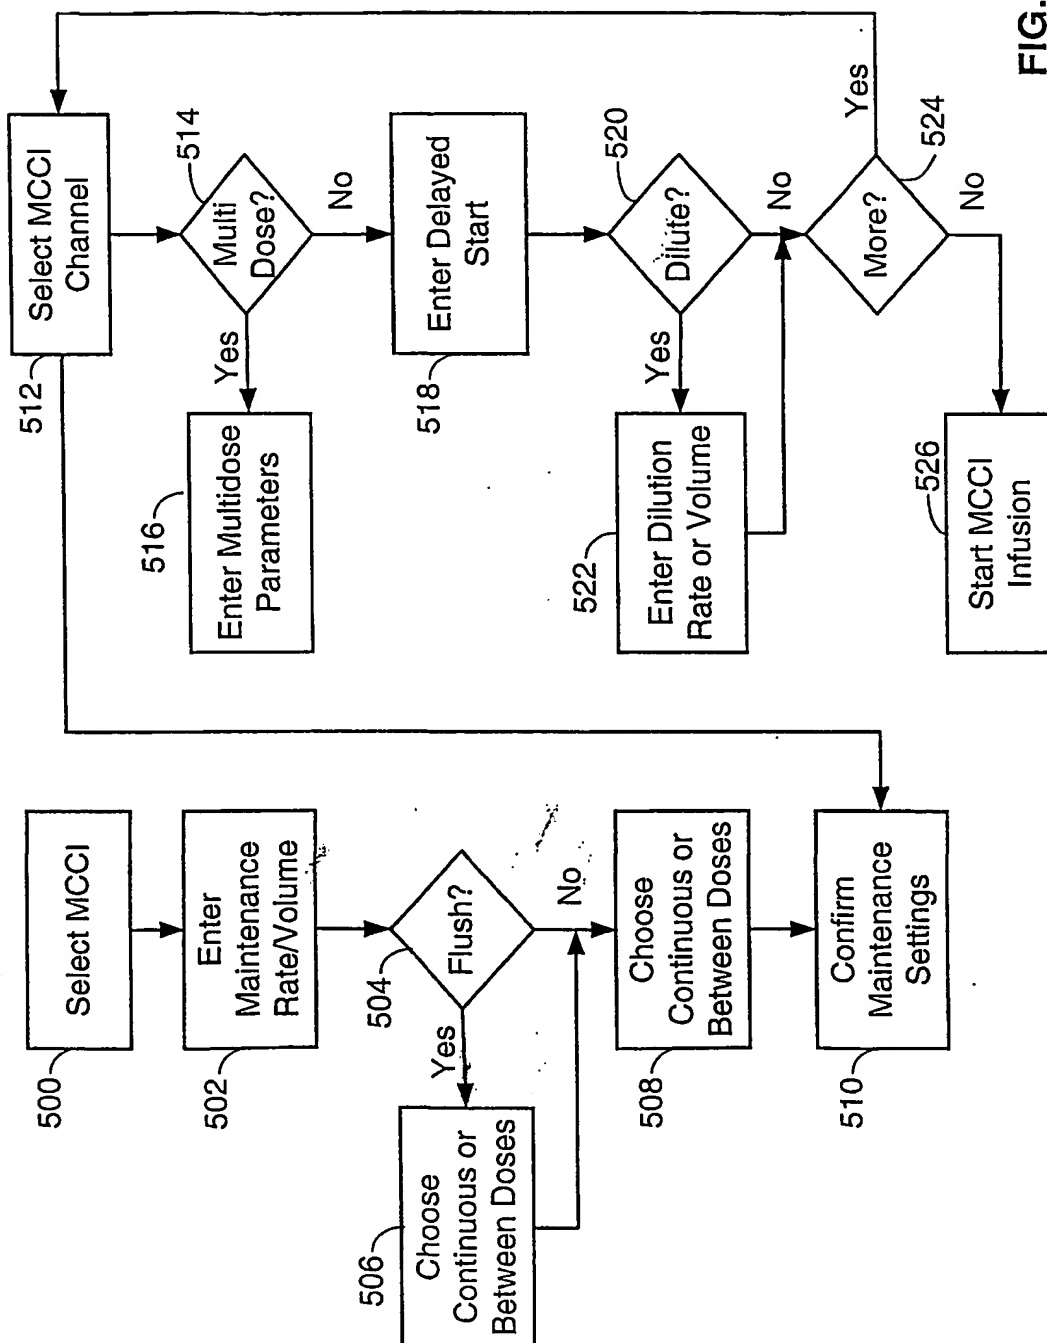 500
Select MCCI
502
Enter
Maintenance
Rate/Volume
504
Flush?
Yes
No
506
Choose
Continuous or
Between Doses
508
Choose
Continuous or
Between Doses
510
Confirm
Maintenance
Settings
512
Select MCCI
Channel
514
Multi
Dose?
Yes
No
516
Enter Multidose
Parameters
518
Enter Delayed
Start
520
Dilute?
Yes
No
522
Enter Dilution
Rate or Volume
524
More?
Yes
No
526
Start MCCI
Infusion
FIG.